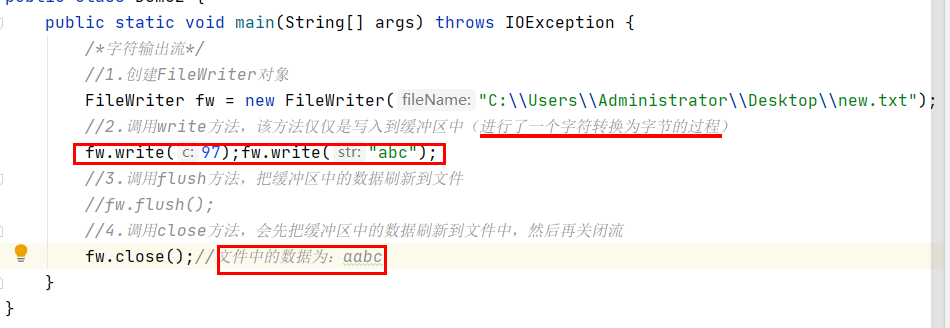 public static void main(String[] args) throws IOException {
/*字符输出流*/
//1.创建FileWriter对象
FileWriter fw = new FileWriter( fileName: "C:\\Users\\Administrator\\Desktop\\new.txt");
//2.调用write方法，该方法仅仅是写入到缓冲区中（进行了一个字符转换为字节的过程）
fw.write( c: 97);fw.write( str: "abc");
//3.调用flush方法，把缓冲区中的数据刷新到文件
//fw.flush();
//4.调用close方法，会先把缓冲区中的数据刷新到文件中，然后再关闭流
fw.close();//文件中的数据为：aabc
}
}